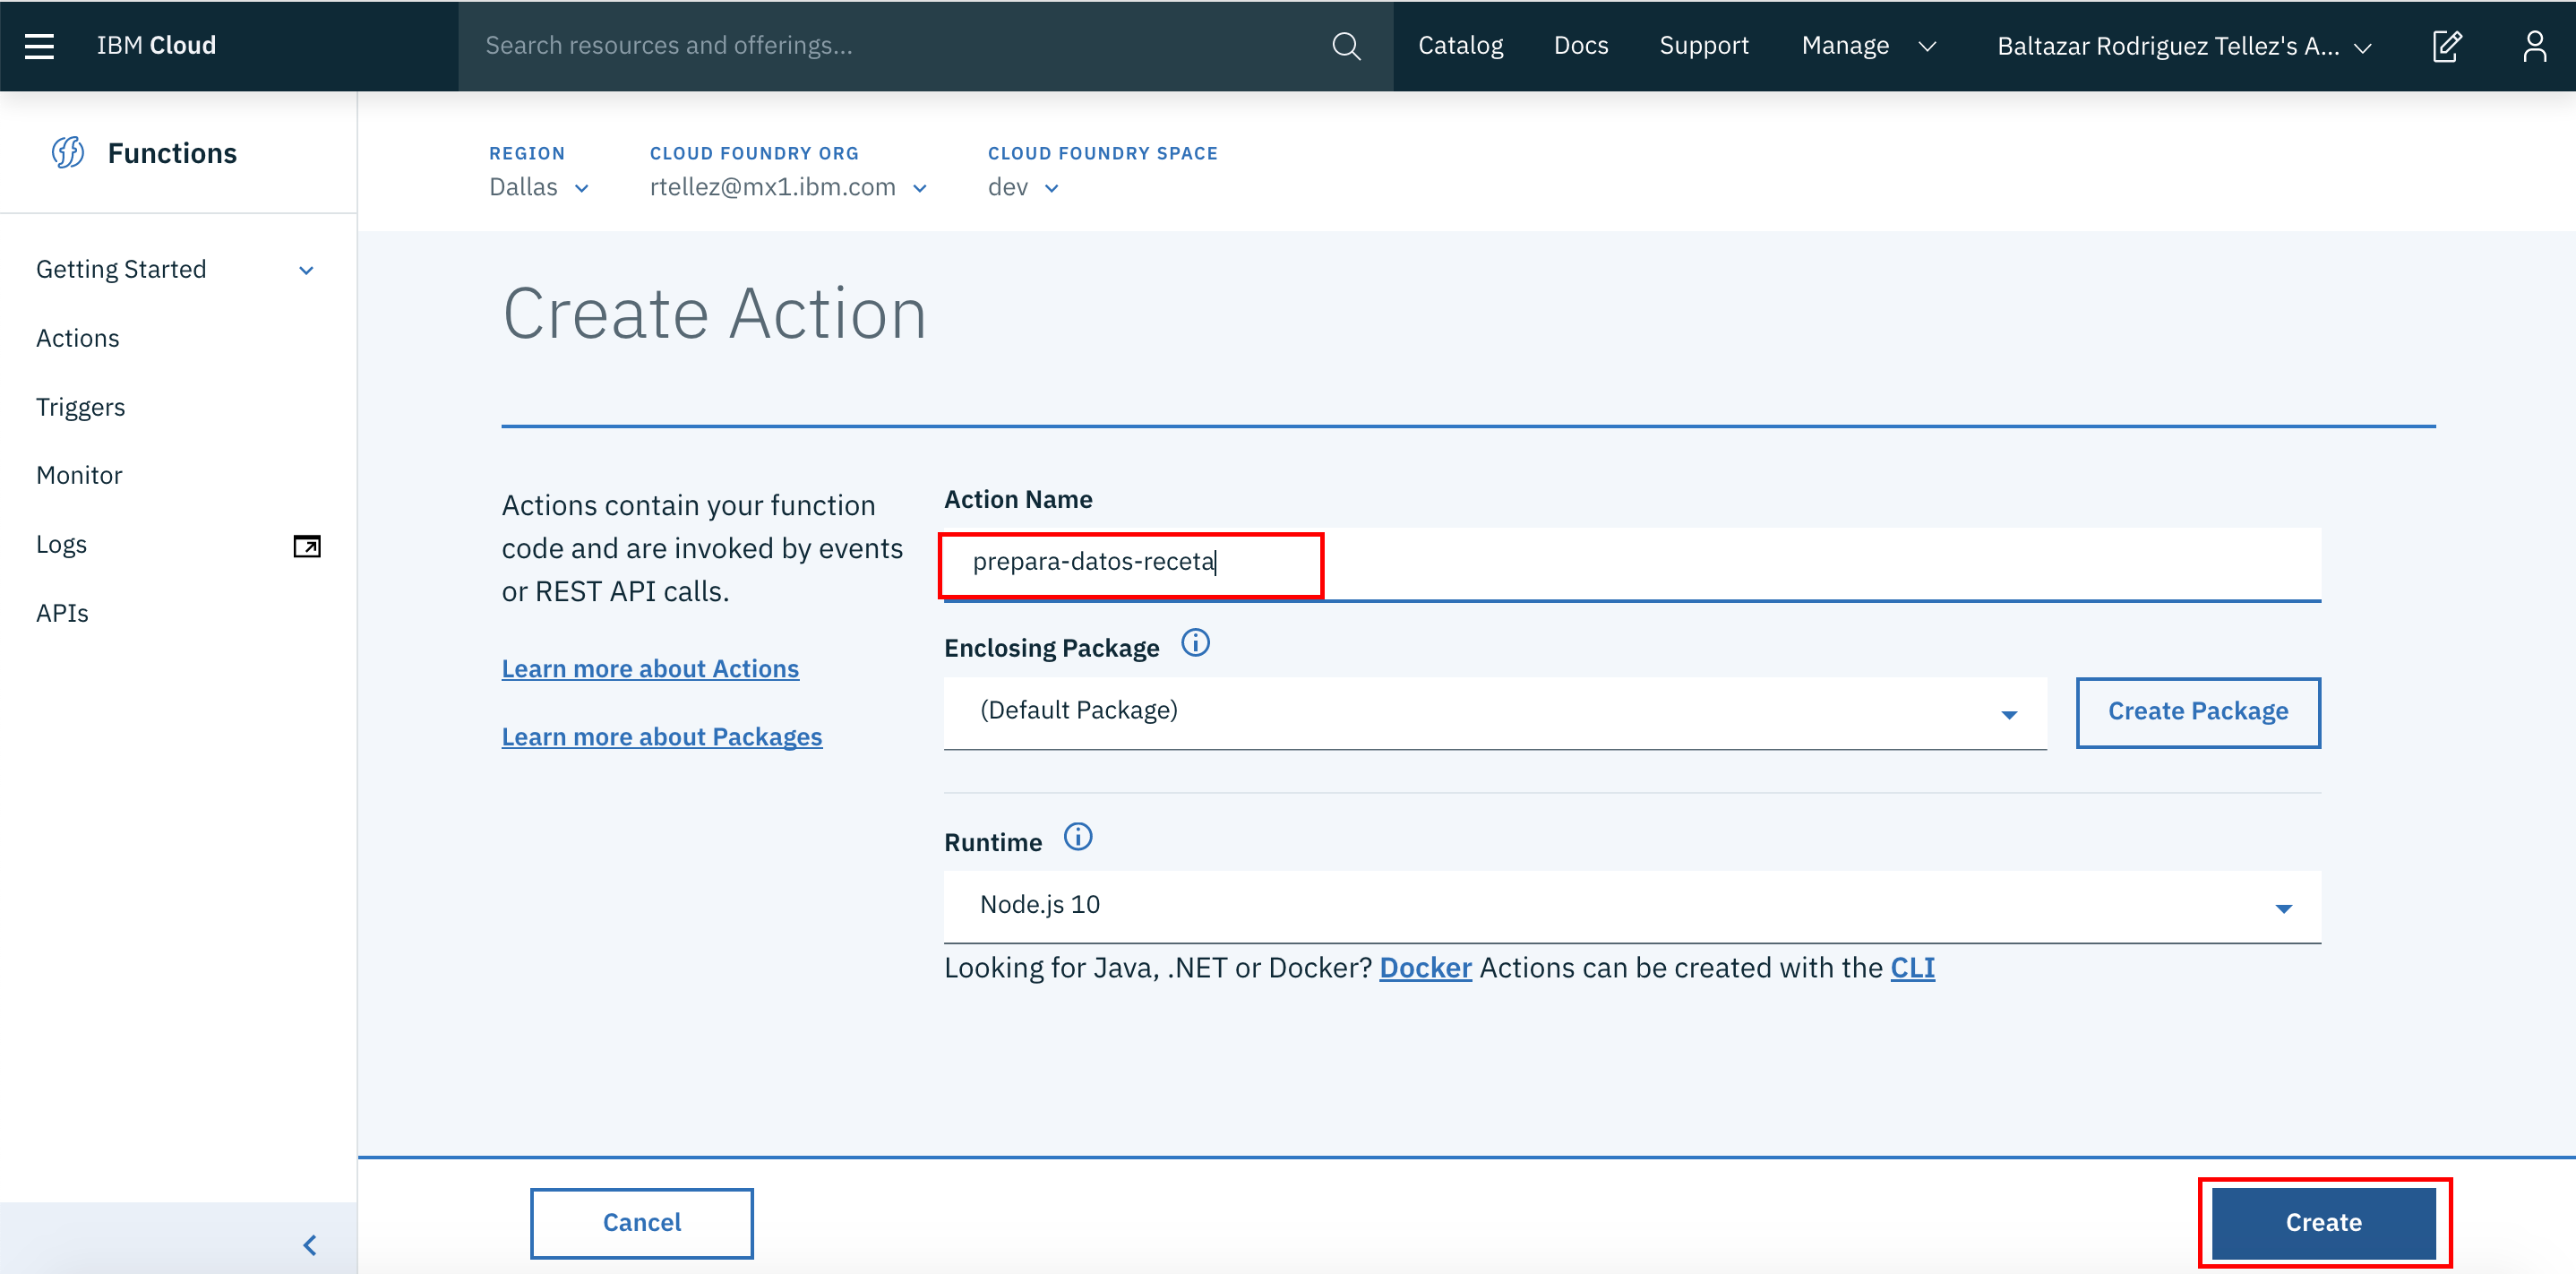 IBM Cloud
Search resources and offerings...
Catalog
Docs
Support
Manage
Baltazar Rodriguez Tellez's A...
Functions
Getting Started
Actions
Triggers
Monitor
Logs
APIs
REGION
Dallas
CLOUD FOUNDRY ORG
rtellez@mx1.ibm.com
CLOUD FOUNDRY SPACE
dev
Create Action
Actions contain your function
code and are invoked by events
or REST API calls.
Learn more about Actions
Learn more about Packages
Action Name
prepara-datos-receta
Enclosing Package
(Default Package)
Create Package
Runtime
Node.js 10
Looking for Java, .NET or Docker? Docker Actions can be created with the CLI
Cancel
Create